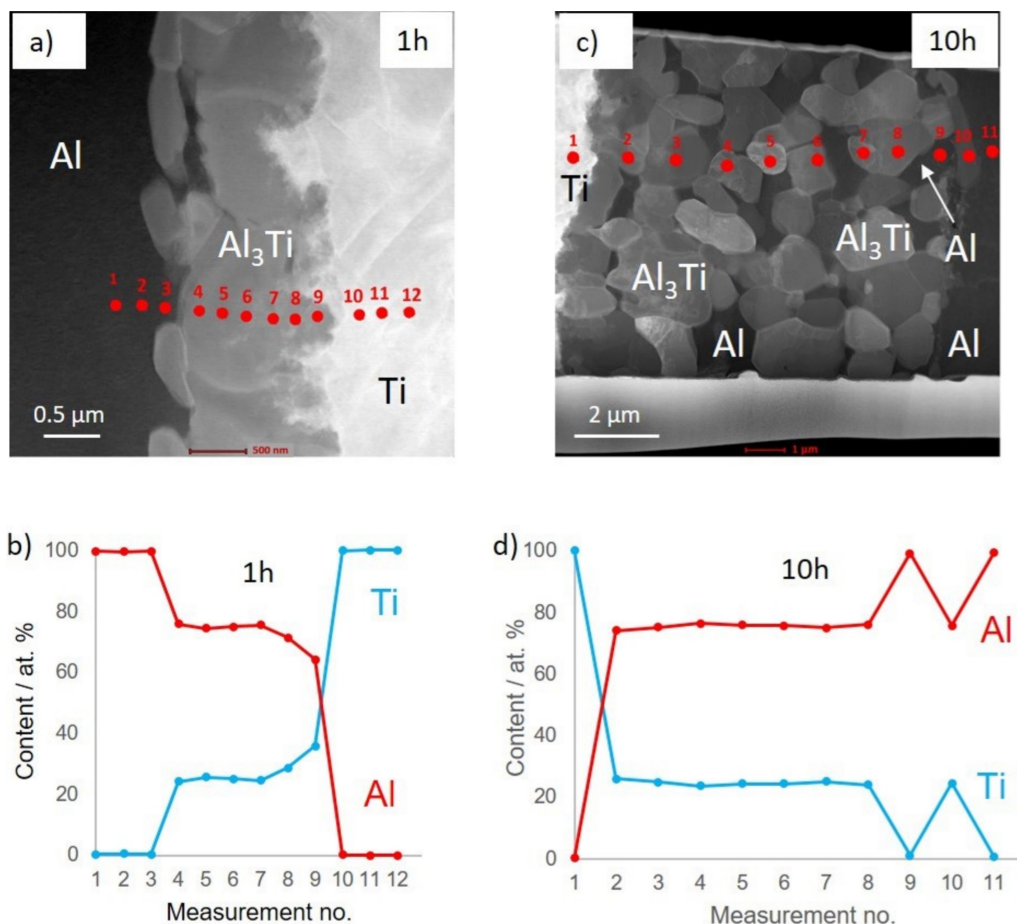 a)
1h
Al
Al₃Ti
1 2 3 4 5 6 7 8 9 10 11 12
Ti
0.5 µm
500 nm
c)
10h
1 2 3 4 5 6 7 8 9 10 11
Ti
Al₃Ti
Al₃Ti
Al
Al
Al
2 µm
1 µm
b)
1h
Ti
Al
Content / at. %
100
80
60
40
20
0
1 2 3 4 5 6 7 8 9 10 11 12
Measurement no.
d)
10h
Al
Ti
Content / at. %
100
80
60
40
20
0
1 2 3 4 5 6 7 8 9 10 11
Measurement no.